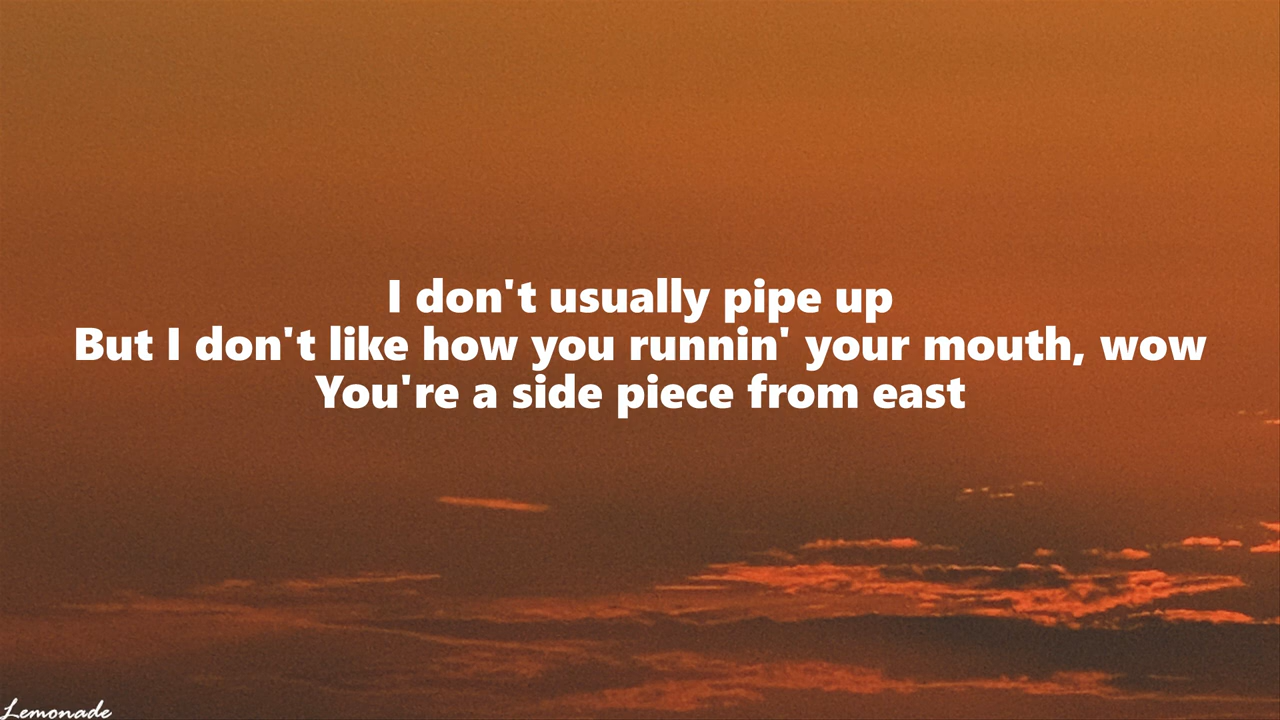 I don't usually pipe up
But I don't like how you runnin' your mouth, wow
You're a side piece from east
Lemonade